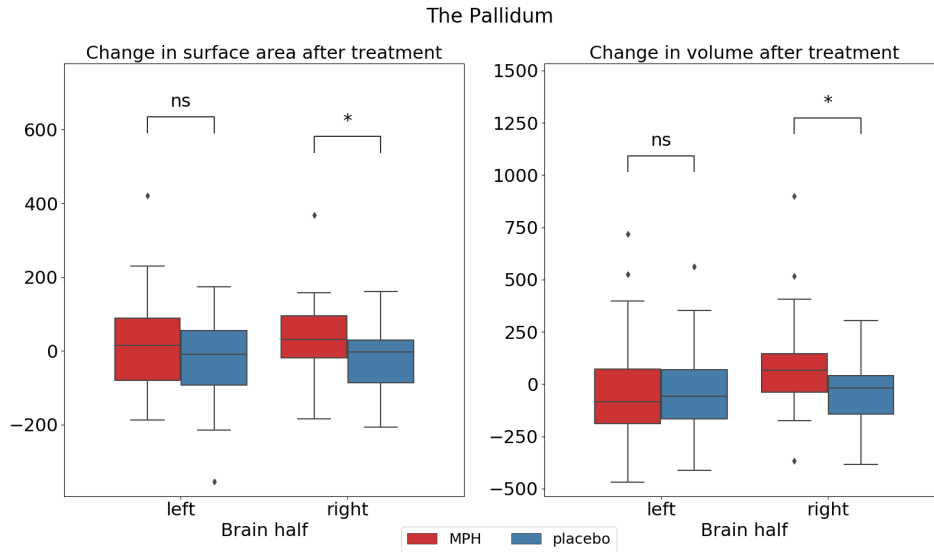 The Pallidum
Change in surface area after treatment
600
400
200
0
−200
ns
*
left
right
Brain half
Change in volume after treatment
1500
1250
1000
750
500
250
0
−250
−500
ns
*
left
right
Brain half
MPH
placebo